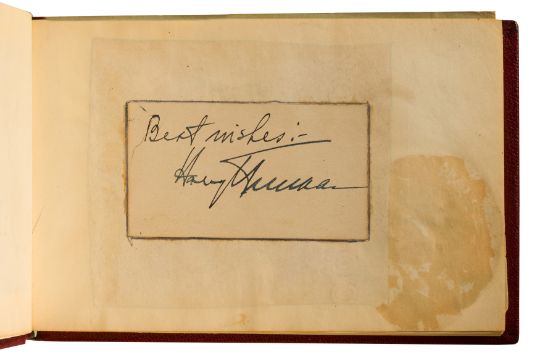 Best wishes:-
Harry Truman